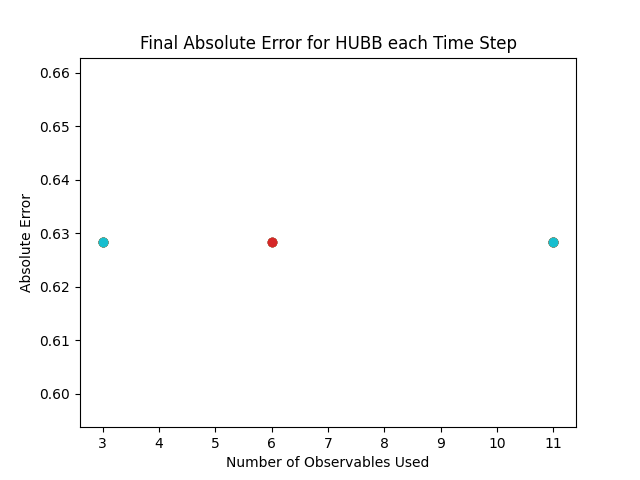 Final Absolute Error for HUBB each Time Step
0.66
0.65
0.64
0.63
0.62
0.61
0.60
Absolute Error
3 4 5 6 7 8 9 10 11
Number of Observables Used